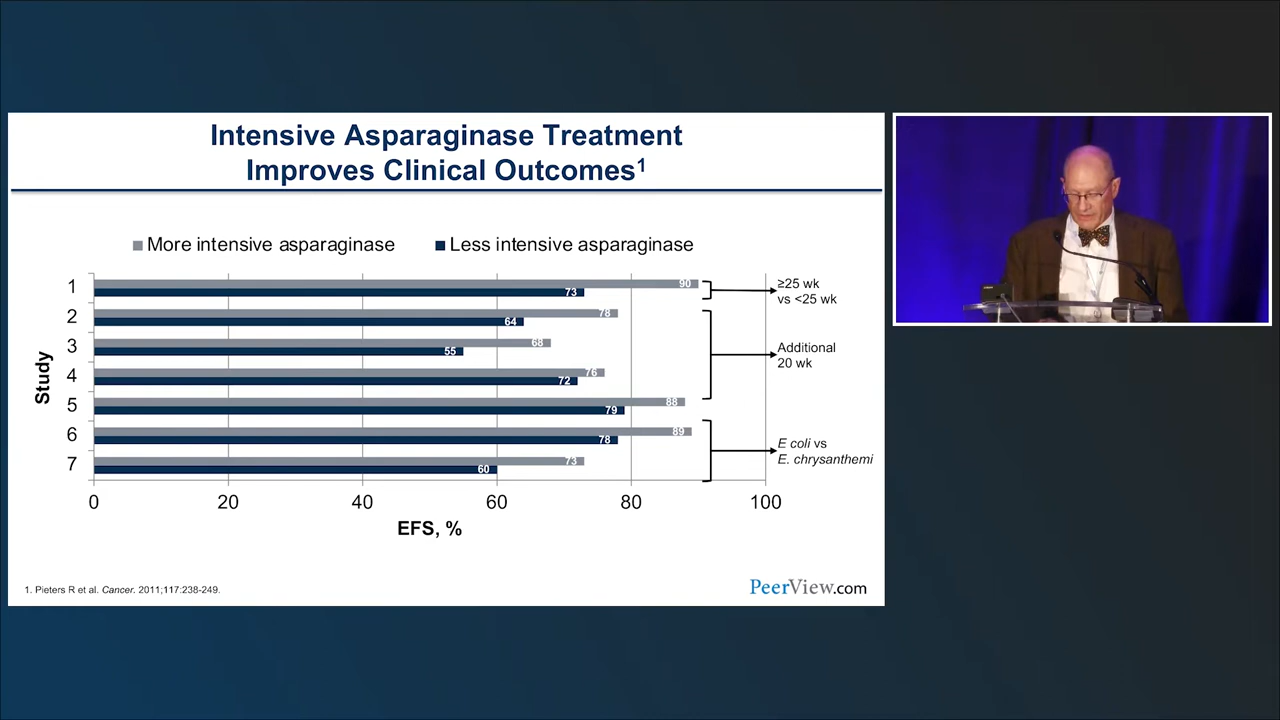 Intensive Asparaginase Treatment
Improves Clinical Outcomes1
More intensive asparaginase
Less intensive asparaginase
Study
1
90
73
≥25 wk
vs <25 wk
2
78
64
3
68
55
Additional
20 wk
4
76
72
5
88
79
6
89
78
E coli vs
E. chrysanthemi
7
73
60
0 20 40 60 80 100
EFS, %
1. Pieters R et al. Cancer. 2011;117:238-249.
PeerView.com